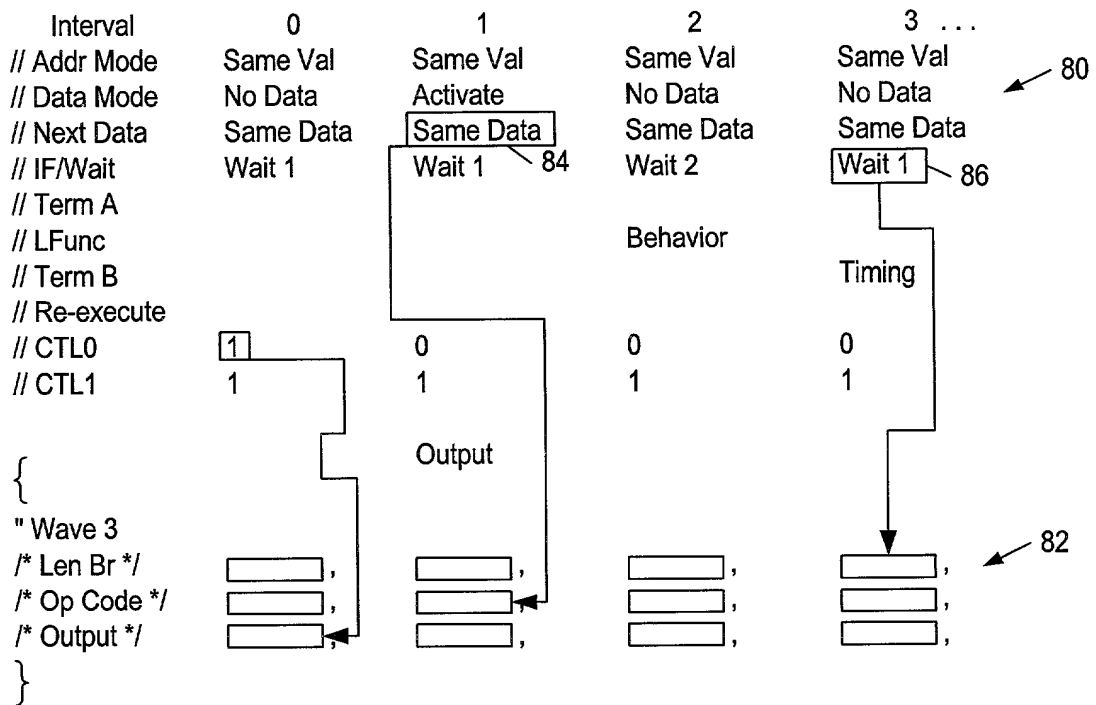 Interval 0 1 2 3 ...
// Addr Mode Same Val Same Val Same Val Same Val
80
// Data Mode No Data Activate No Data No Data
// Next Data Same Data Same Data Same Data Same Data
// IF/Wait Wait 1 Wait 1 84 Wait 2 Wait 1 86
// Term A
// LFunc Behavior
// Term B Timing
// Re-execute
// CTL0 1 0 0 0
// CTL1 1 1 1 1
Output
{
" Wave 3
82
/* Len Br */ , , , ,
/* Op Code */ , , , ,
/* Output */ , , , ,
}